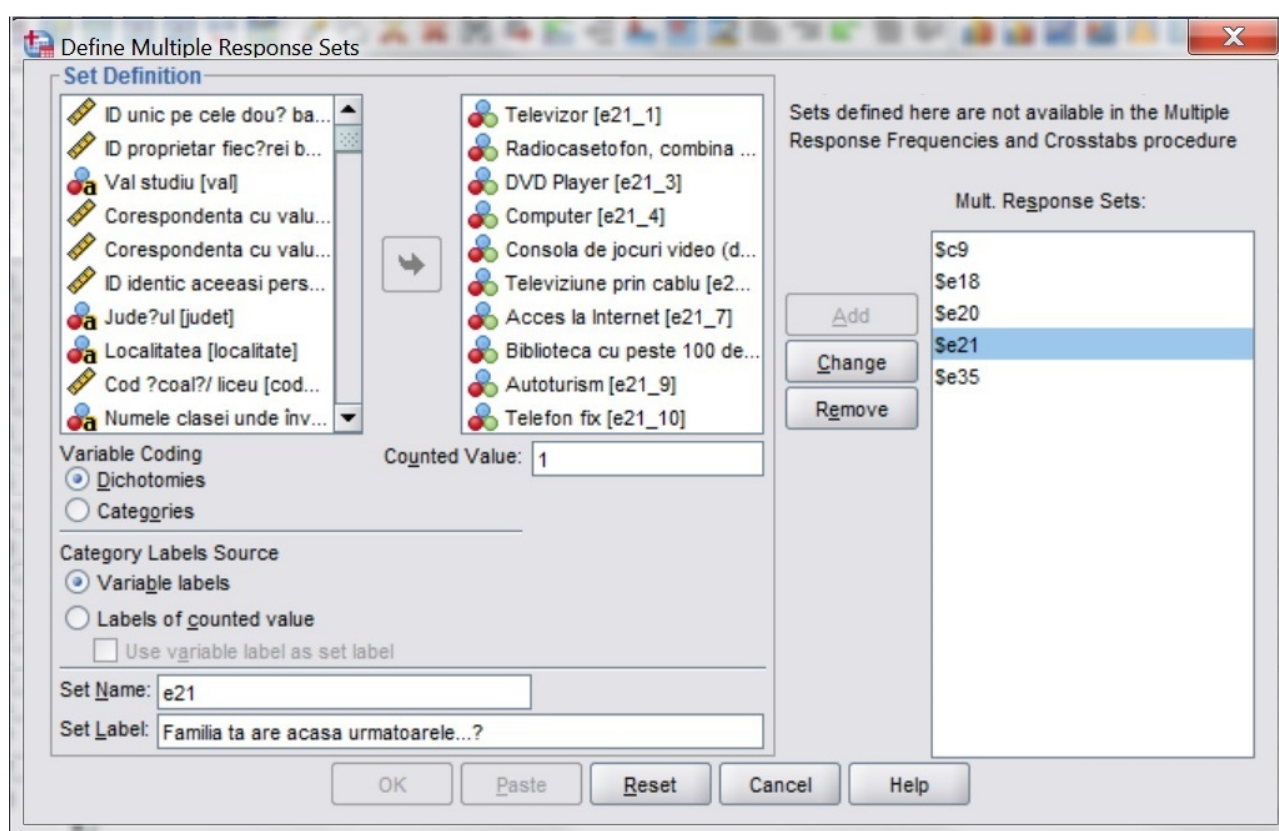 Define Multiple Response Sets
Set Definition
ID unic pe cele dou? ba...
ID proprietar fiec?rei b...
Val studiu [val]
Corespondenta cu valu...
Corespondenta cu valu...
ID identic aceeasi pers...
Jude?ul [judet]
Localitatea [localitate]
Cod ?coal?/ liceu [cod...
Numele clasei unde înv...
Televizor [e21_1]
Radiocasetofon, combina ...
DVD Player [e21_3]
Computer [e21_4]
Consola de jocuri video (d...
Televiziune prin cablu [e2...
Acces la Internet [e21_7]
Biblioteca cu peste 100 de...
Autoturism [e21_9]
Telefon fix [e21_10]
Variable Coding
Dichotomies
Categories
Counted Value: 1
Category Labels Source
Variable labels
Labels of counted value
Use variable label as set label
Set Name: e21
Set Label: Familia ta are acasa urmatoarele...?
Sets defined here are not available in the Multiple
Response Frequencies and Crosstabs procedure
Mult. Response Sets:
$c9
$e18
$e20
$e21
$e35
Add
Change
Remove
OK Paste Reset Cancel Help